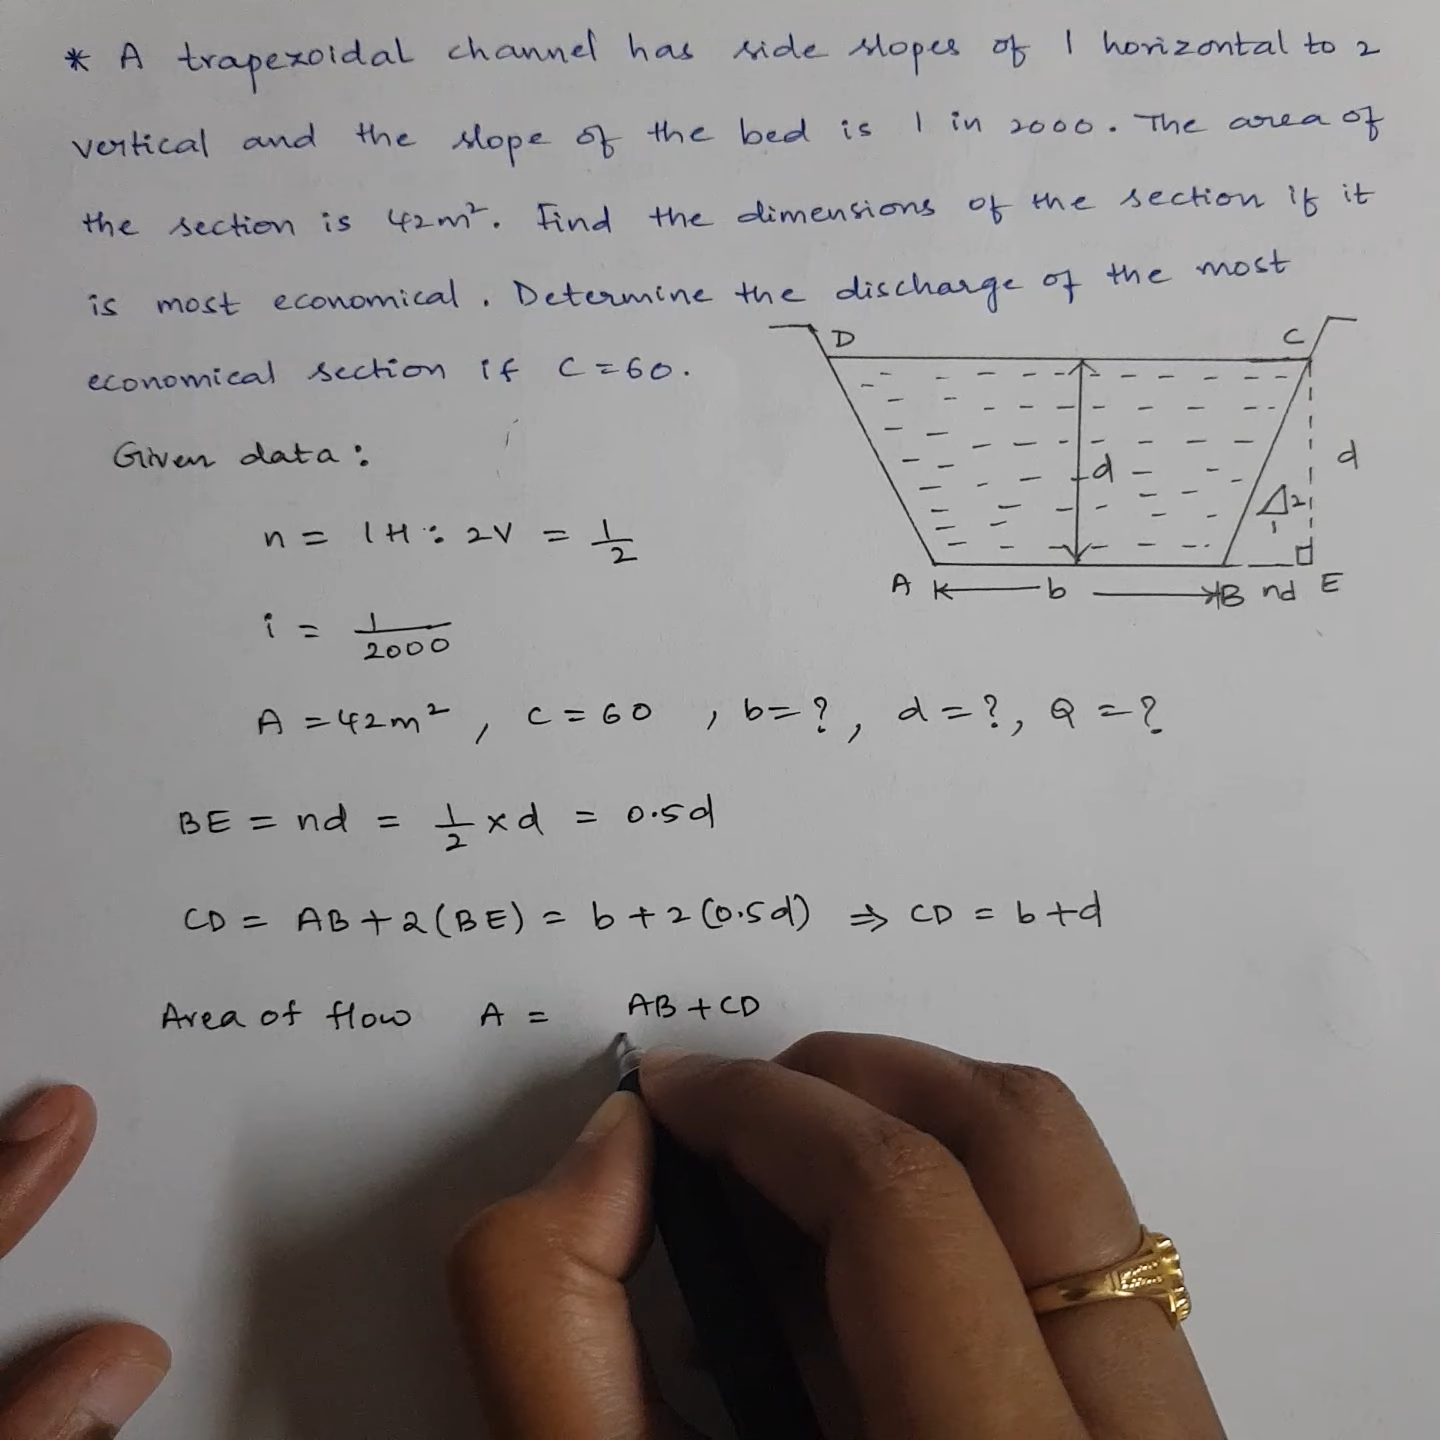 * A trapezoidal channel has side slopes of 1 horizontal to 2
vertical and the slope of the bed is 1 in 2000. The area of
the section is 42m². Find the dimensions of the section if it
is most economical. Determine the discharge of the most
economical section if C=60.
D C
d
d
2
1
A b B nd E
Given data:
n = 1H : 2V = 1/2
i = 1/2000
A = 42m², C = 60, b=?, d=?, Q=?
BE = nd = 1/2 × d = 0.5d
CD = AB + 2(BE) = b + 2(0.5d) ⇒ CD = b+d
Area of flow A = AB + CD